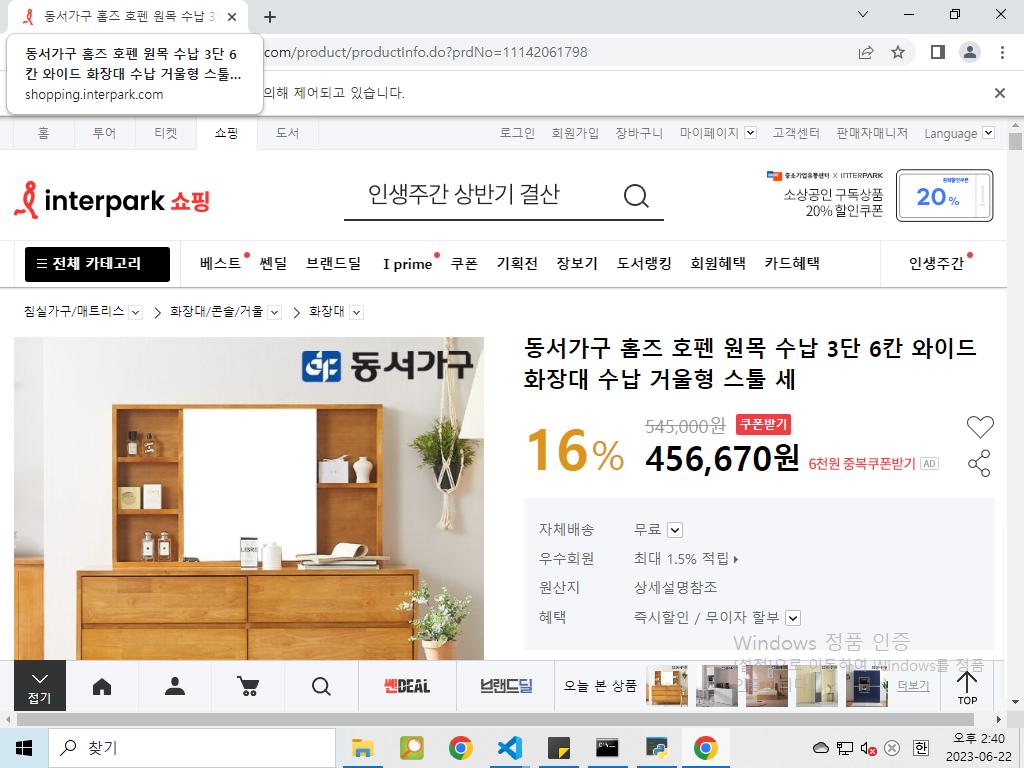 동서가구 홈즈 호펜 원목 수납 3
동서가구 홈즈 호펜 원목 수납 3단 6
칸 와이드 화장대 수납 거울형 스툴...
shopping.interpark.com
com/product/productInfo.do?prdNo=11142061798
의해 제어되고 있습니다.
홈 투어 티켓 쇼핑 도서 로그인 회원가입 장바구니 마이페이지 고객센터 판매자매니저 Language
interpark 쇼핑
인생주간 상반기 결산
중소기업유통센터 X INTERPARK
소상공인 구독상품
20% 할인쿠폰
20%
전체 카테고리 베스트 쎈딜 브랜드딜 I prime 쿠폰 기획전 장보기 도서랭킹 회원혜택 카드혜택 인생주간
침실가구/매트리스 화장대/콘솔/거울 화장대
동서가구
동서가구 홈즈 호펜 원목 수납 3단 6칸 와이드
화장대 수납 거울형 스툴 세
16%
545,000원 쿠폰받기
456,670원 6천원 중복쿠폰받기 AD
자체배송 무료
우수회원 최대 1.5% 적립
원산지 상세설명참조
혜택 즉시할인 / 무이자 할부
Windows 정품 인증
[설정]으로 이동하여 Windows를 정품
접기
쎈DEAL
브랜드딜
오늘 본 상품
더보기
TOP
찾기
한
오후 2:40
2023-06-22